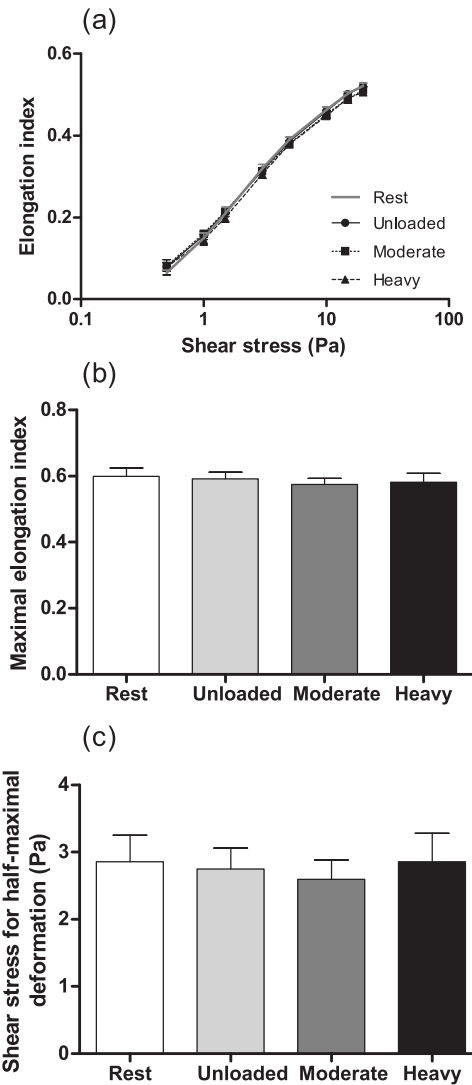 (a)
0.6
0.4
0.2
0.0
Elongation index
Rest
Unloaded
Moderate
Heavy
0.1 1 10 100
Shear stress (Pa)
(b)
0.8
0.6
0.4
0.2
0.0
Maximal elongation index
Rest Unloaded Moderate Heavy
(c)
4
3
2
1
0
Shear stress for half-maximal
deformation (Pa)
Rest Unloaded Moderate Heavy